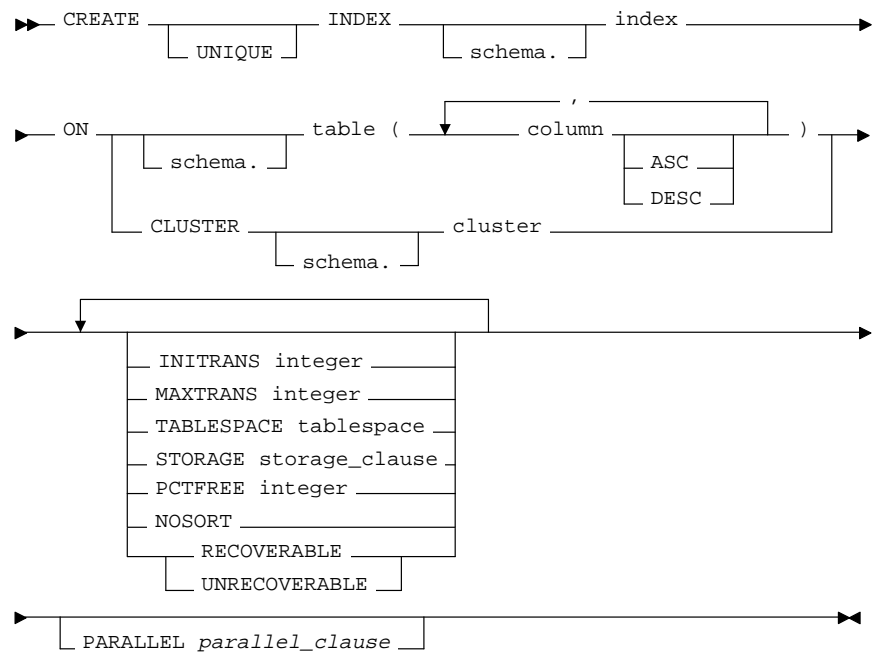 CREATE INDEX index
UNIQUE schema.
,
ON table ( column )
schema. ASC
DESC
CLUSTER cluster
schema.
INITRANS integer
MAXTRANS integer
TABLESPACE tablespace
STORAGE storage_clause
PCTFREE integer
NOSORT
RECOVERABLE
UNRECOVERABLE
PARALLEL parallel_clause